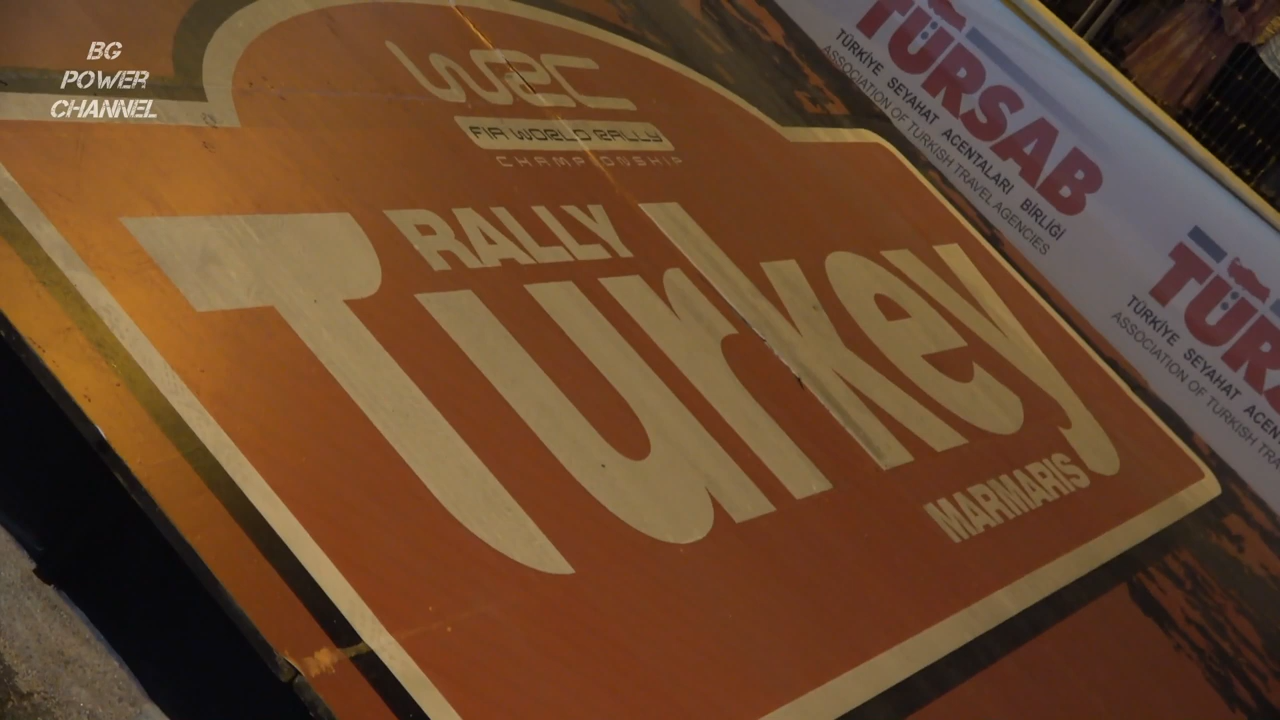 BG
POWER
CHANNEL
WRC
FIA WORLD RALLY
CHAMPIONSHIP
RALLY
Turkey
MARMARIS
TÜRSAB
TÜRKİYE SEYAHAT ACENTALARI BİRLİĞİ
ASSOCIATION OF TURKISH TRAVEL AGENCIES
TÜRKİYE SEYAHAT
ASSOCIATION OF TURKISH